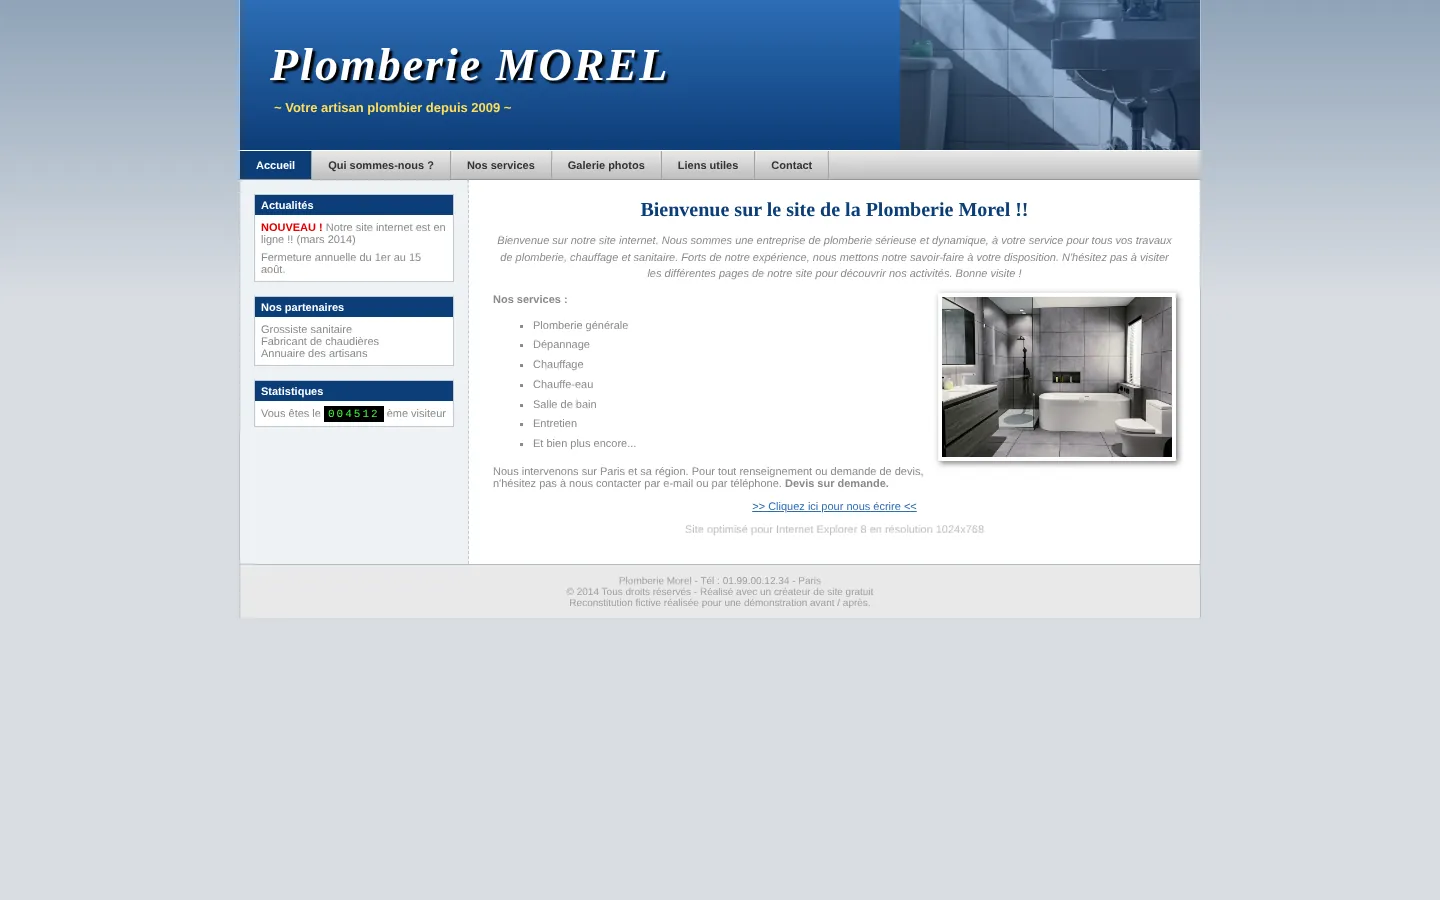 Plomberie MOREL
~ Votre artisan plombier depuis 2009 ~
Accueil
Qui sommes-nous ?
Nos services
Galerie photos
Liens utiles
Contact
Actualités
NOUVEAU ! Notre site internet est en
ligne !! (mars 2014)
Fermeture annuelle du 1er au 15
août.
Nos partenaires
Grossiste sanitaire
Fabricant de chaudières
Annuaire des artisans
Statistiques
Vous êtes le 004512 ème visiteur
Bienvenue sur le site de la Plomberie Morel !!
Bienvenue sur notre site internet. Nous sommes une entreprise de plomberie sérieuse et dynamique, à votre service pour tous vos travaux
de plomberie, chauffage et sanitaire. Forts de notre expérience, nous mettons notre savoir-faire à votre disposition. N'hésitez pas à visiter
les différentes pages de notre site pour découvrir nos activités. Bonne visite !
Nos services :
Plomberie générale
Dépannage
Chauffage
Chauffe-eau
Salle de bain
Entretien
Et bien plus encore...
Nous intervenons sur Paris et sa région. Pour tout renseignement ou demande de devis,
n'hésitez pas à nous contacter par e-mail ou par téléphone. Devis sur demande.
>> Cliquez ici pour nous écrire <<
Site optimisé pour Internet Explorer 8 en résolution 1024x768
Plomberie Morel - Tél : 01.99.00.12.34 - Paris
© 2014 Tous droits réservés - Réalisé avec un créateur de site gratuit
Reconstitution fictive réalisée pour une démonstration avant / après.